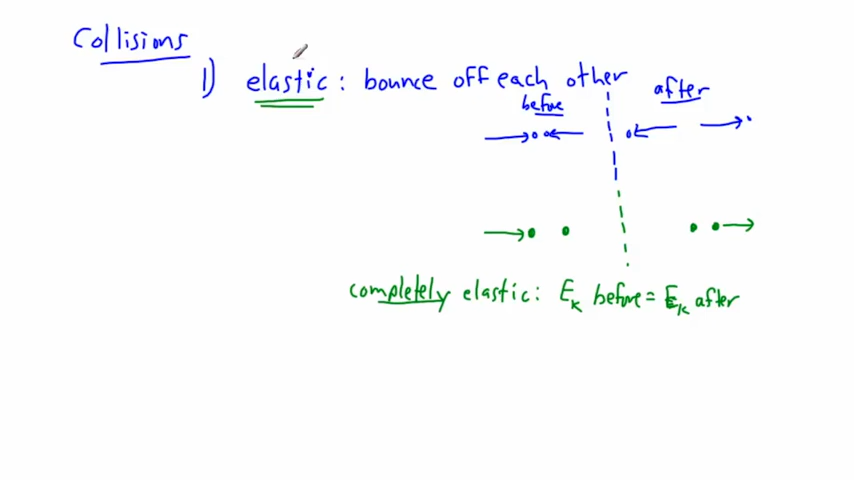 Collisions
1) elastic: bounce off each other
before after
completely elastic: Eₖ before = Eₖ after